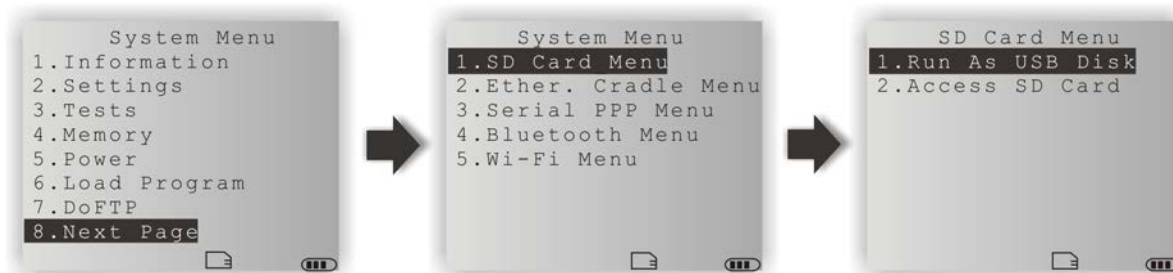 System Menu
1.Information
2.Settings
3.Tests
4.Memory
5.Power
6.Load Program
7.DoFTP
8.Next Page
System Menu
1.SD Card Menu
2.Ether. Cradle Menu
3.Serial PPP Menu
4.Bluetooth Menu
5.Wi-Fi Menu
SD Card Menu
1.Run As USB Disk
2.Access SD Card